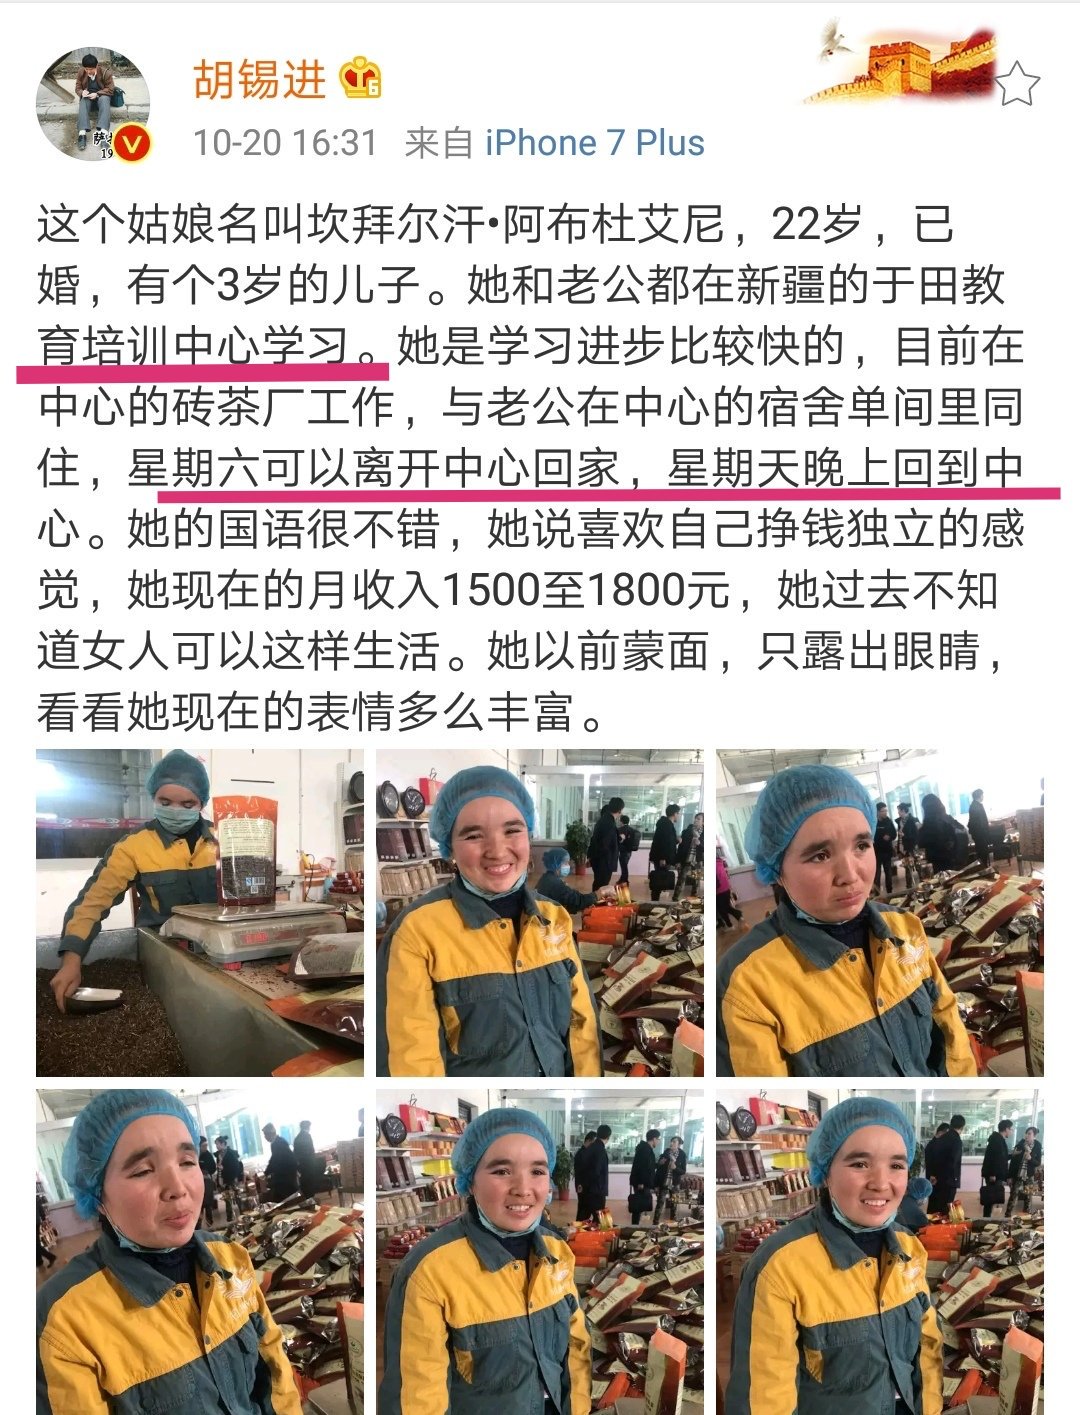 胡锡进
6
10-20 16:31 来自 iPhone 7 Plus
这个姑娘名叫坎拜尔汗•阿布杜艾尼，22岁，已
婚，有个3岁的儿子。她和老公都在新疆的于田教
育培训中心学习。她是学习进步比较快的，目前在
中心的砖茶厂工作，与老公在中心的宿舍单间里同
住，星期六可以离开中心回家，星期天晚上回到中
心。她的国语很不错，她说喜欢自己挣钱独立的感
觉，她现在的月收入1500至1800元，她过去不知
道女人可以这样生活。她以前蒙面，只露出眼睛，
看看她现在的表情多么丰富。